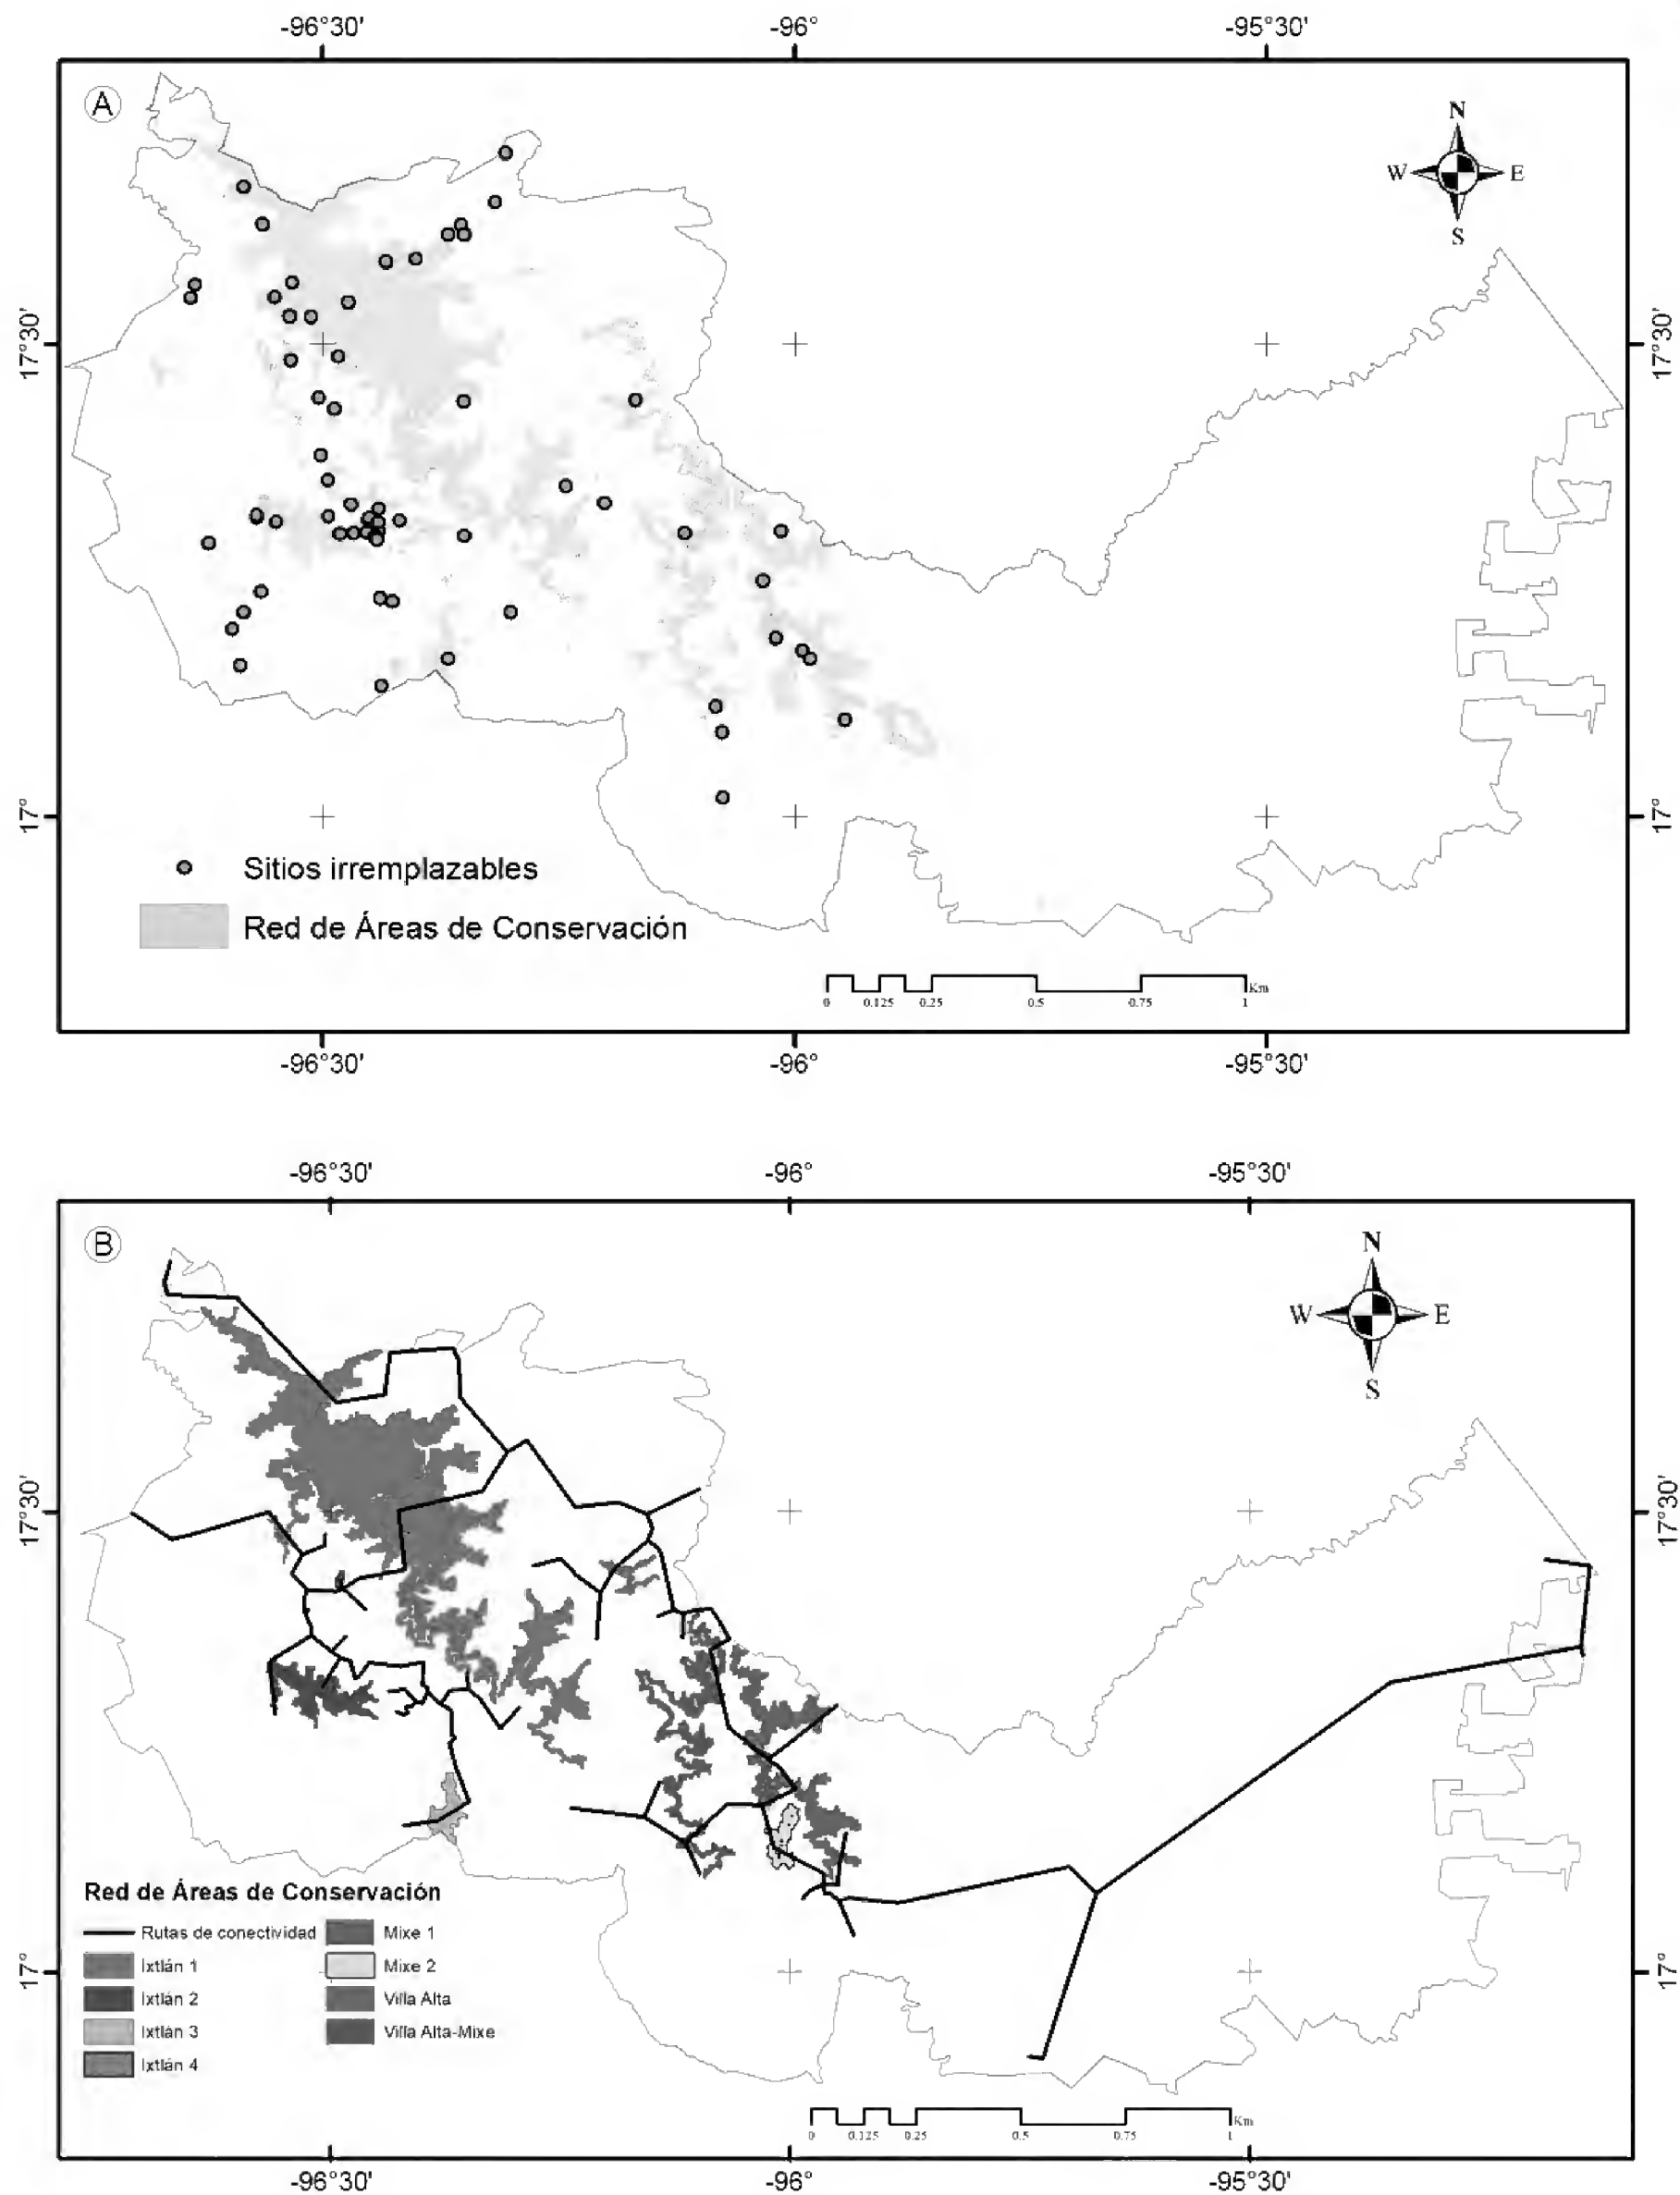 -96°30' -96° -95°30'
A
N
W E
S
17°30' 17°30'
17° 17°
Sitios irremplazables
Red de Áreas de Conservación
Km
0 0.125 0.25 0.5 0.75 1
-96°30' -96° -95°30'
-96°30' -96° -95°30'
B
N
W E
S
17°30' 17°30'
Red de Áreas de Conservación
Rutas de conectividad Mixe 1
Ixtlán 1 Mixe 2
17° 17°
Ixtlán 2 Villa Alta
Ixtlán 3 Villa Alta-Mixe
Ixtlán 4
Km
0 0.125 0.25 0.5 0.75 1
-96°30' -96° -95°30'